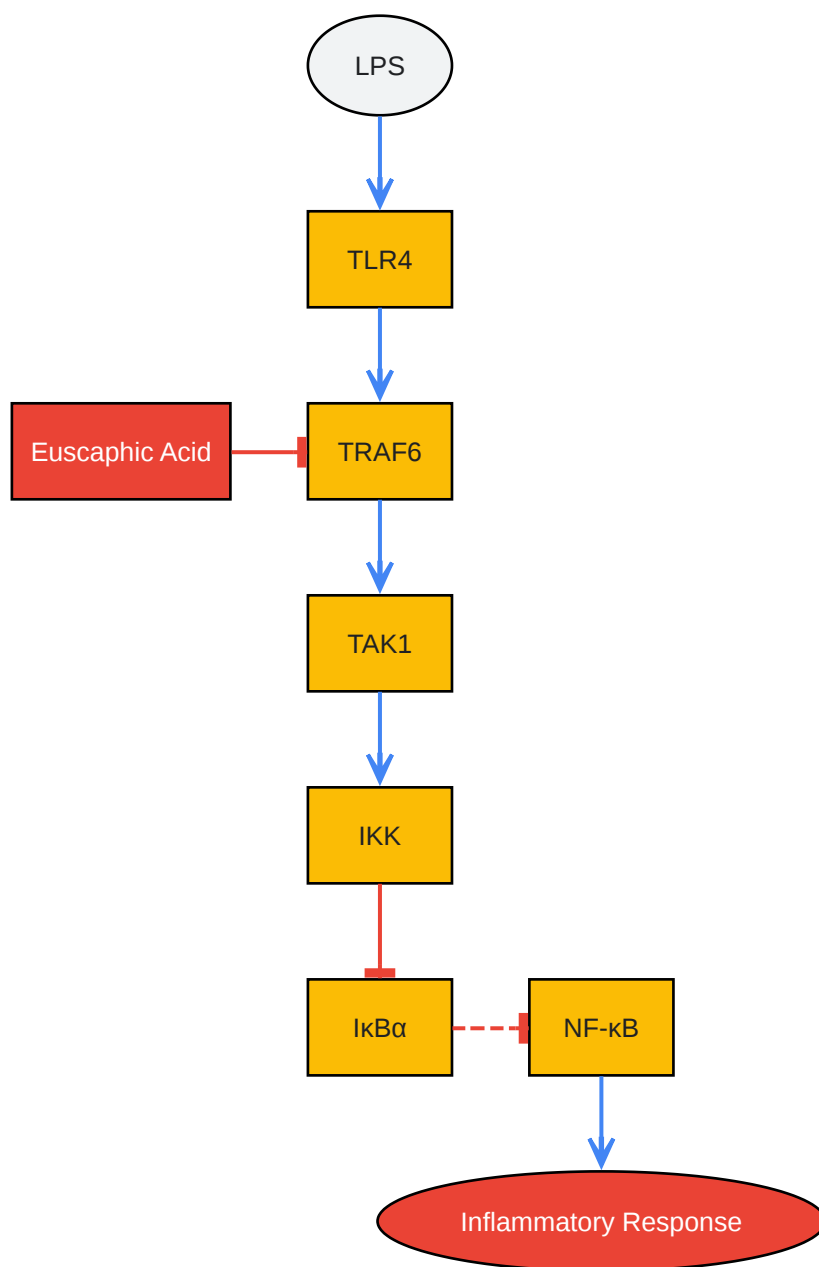 LPS
TLR4
Euscaphic Acid
TRAF6
TAK1
IKK
IκBα
NF-κB
Inflammatory Response